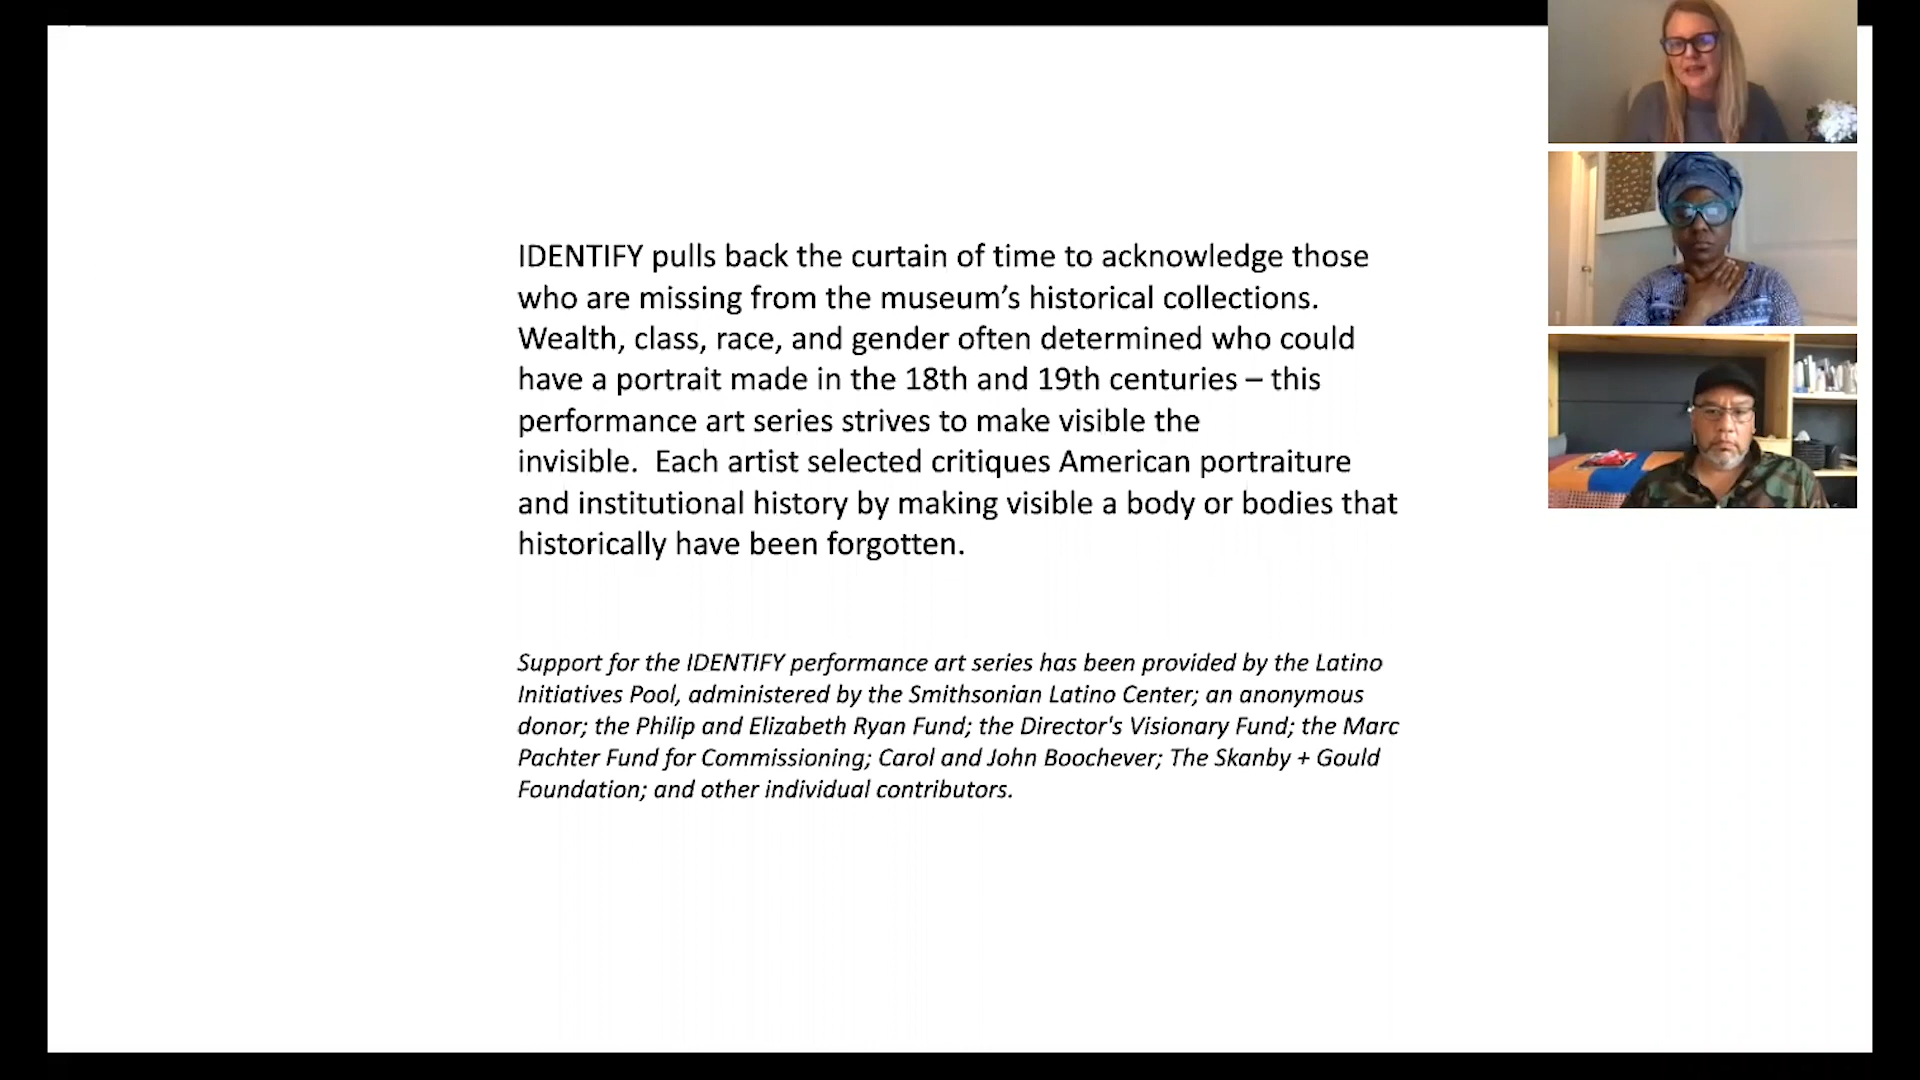 IDENTIFY pulls back the curtain of time to acknowledge those
who are missing from the museum’s historical collections.
Wealth, class, race, and gender often determined who could
have a portrait made in the 18th and 19th centuries – this
performance art series strives to make visible the
invisible.  Each artist selected critiques American portraiture
and institutional history by making visible a body or bodies that
historically have been forgotten.
Support for the IDENTIFY performance art series has been provided by the Latino
Initiatives Pool, administered by the Smithsonian Latino Center; an anonymous
donor; the Philip and Elizabeth Ryan Fund; the Director's Visionary Fund; the Marc
Pachter Fund for Commissioning; Carol and John Boochever; The Skanby + Gould
Foundation; and other individual contributors.